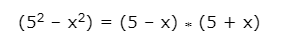 (5² − x²) = (5 − x) * (5 + x)